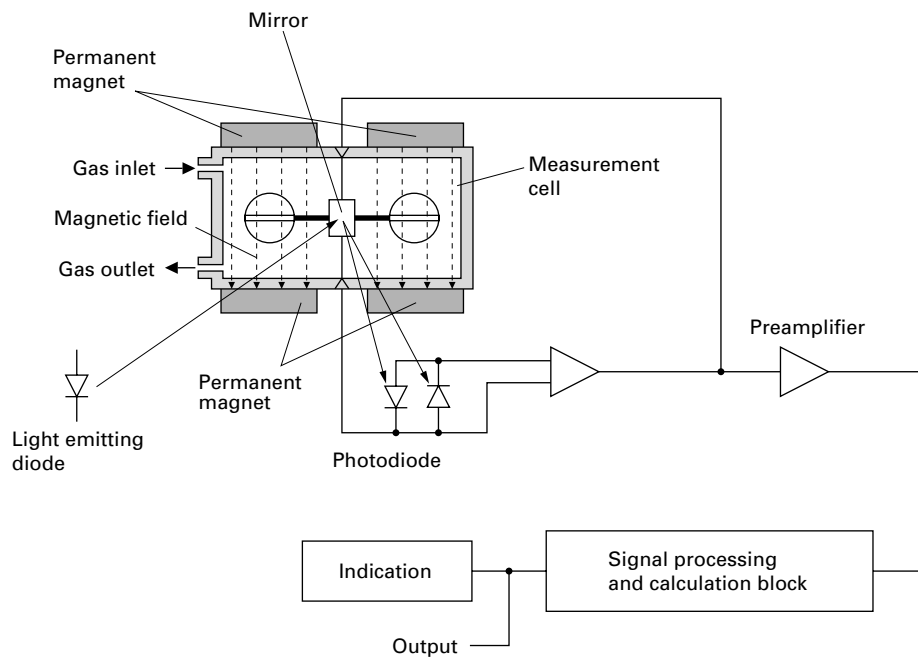 Mirror
Permanent
magnet
Gas inlet
Measurement
cell
Magnetic field
Gas outlet
Preamplifier
Permanent
magnet
Light emitting
diode
Photodiode
Indication
Signal processing
and calculation block
Output